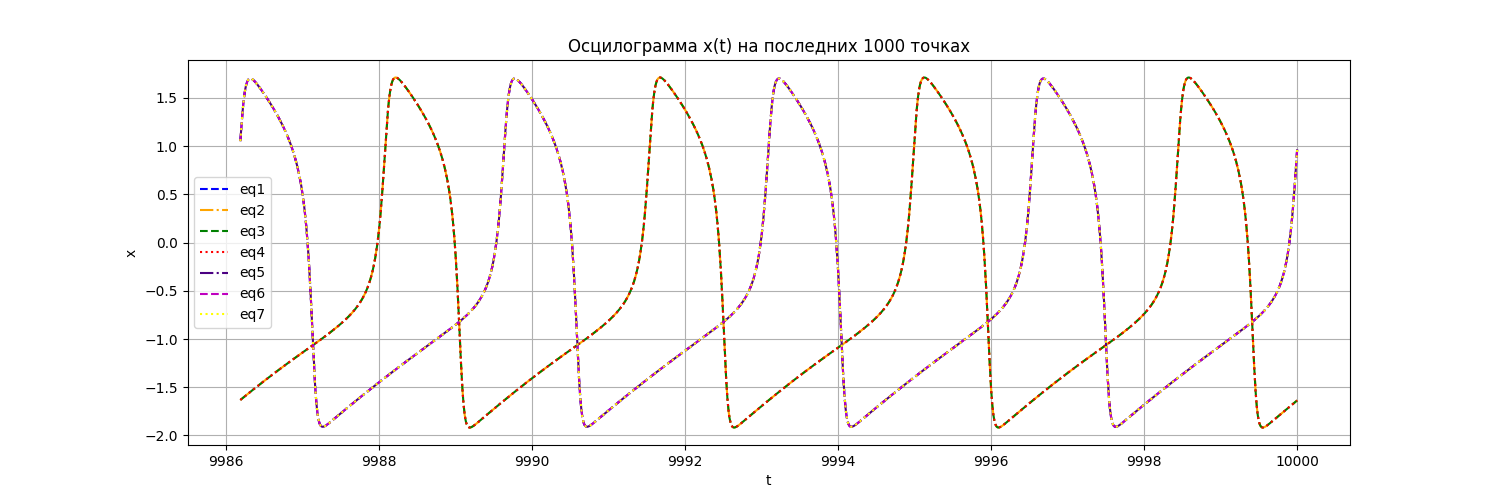 Осцилограмма x(t) на последних 1000 точках
x
1.5
1.0
0.5
0.0
−0.5
−1.0
−1.5
−2.0
eq1
eq2
eq3
eq4
eq5
eq6
eq7
9986
9988
9990
9992
9994
9996
9998
10000
t